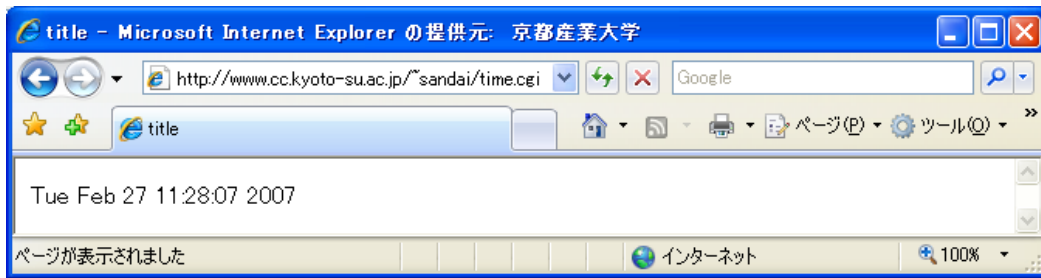 title - Microsoft Internet Explorer の提供元: 京都産業大学
http://www.cc.kyoto-su.ac.jp/~sandai/time.cgi
Google
title
ページ(P)
ツール(O)
»
Tue Feb 27 11:28:07 2007
ページが表示されました
インターネット
100%